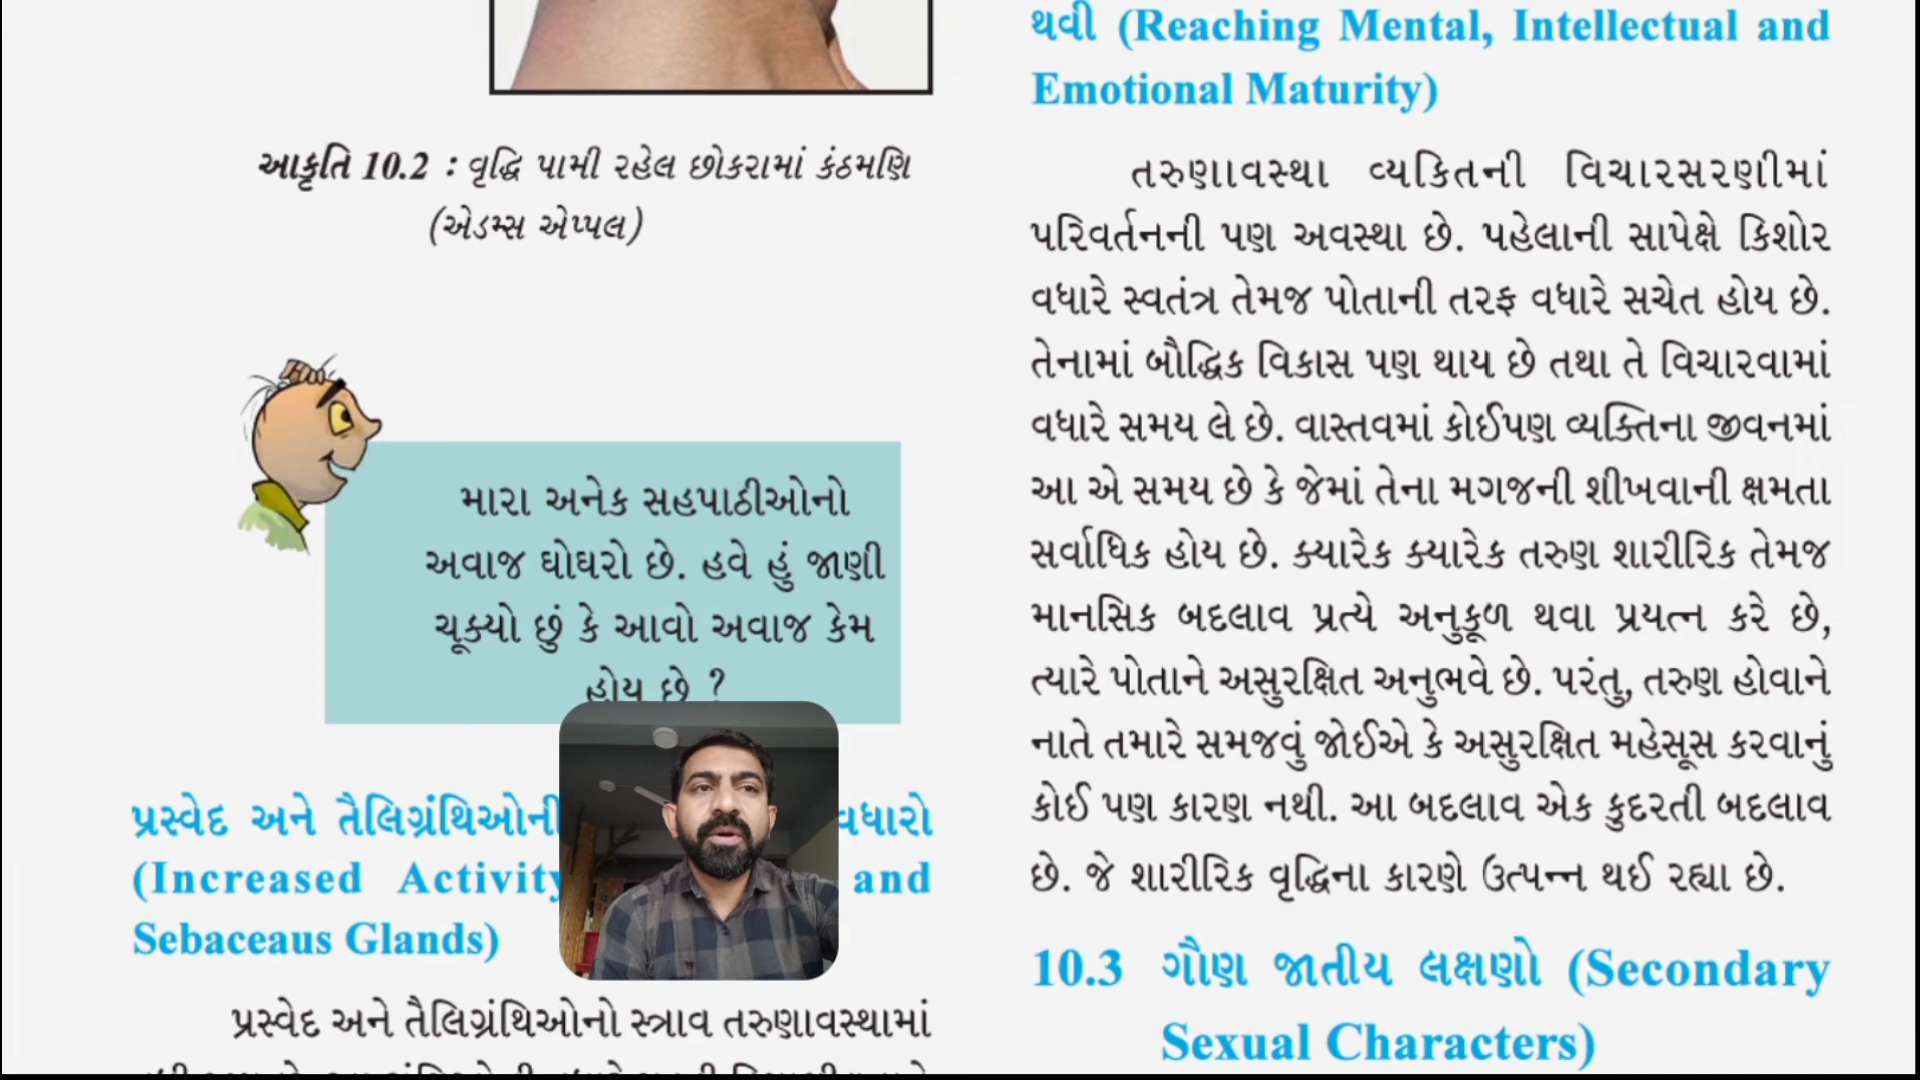 આકૃતિ 10.2 : વૃદ્ધિ પામી રહેલ છોકરામાં કંઠમણિ
(એડમ્સ એપ્પલ)
મારા અનેક સહપાઠીઓનો
અવાજ ઘોઘરો છે. હવે હું જાણી
ચૂક્યો છું કે આવો અવાજ કેમ
હોય છે ?
પ્રસ્વેદ અને તૈલિગ્રંથિઓની વધારો
(Increased Activity and
Sebaceaus Glands)
પ્રસ્વેદ અને તૈલિગ્રંથિઓનો સ્ત્રાવ તરુણાવસ્થામાં
થવી (Reaching Mental, Intellectual and
Emotional Maturity)
તરુણાવસ્થા વ્યકિતની વિચારસરણીમાં
પરિવર્તનની પણ અવસ્થા છે. પહેલાની સાપેક્ષે કિશોર
વધારે સ્વતંત્ર તેમજ પોતાની તરફ વધારે સચેત હોય છે.
તેનામાં બૌદ્ધિક વિકાસ પણ થાય છે તથા તે વિચારવામાં
વધારે સમય લે છે. વાસ્તવમાં કોઈપણ વ્યક્તિના જીવનમાં
આ એ સમય છે કે જેમાં તેના મગજની શીખવાની ક્ષમતા
સર્વાધિક હોય છે. ક્યારેક ક્યારેક તરુણ શારીરિક તેમજ
માનસિક બદલાવ પ્રત્યે અનુકૂળ થવા પ્રયત્ન કરે છે,
ત્યારે પોતાને અસુરક્ષિત અનુભવે છે. પરંતુ, તરુણ હોવાને
નાતે તમારે સમજવું જોઈએ કે અસુરક્ષિત મહેસૂસ કરવાનું
કોઈ પણ કારણ નથી. આ બદલાવ એક કુદરતી બદલાવ
છે. જે શારીરિક વૃદ્ધિના કારણે ઉત્પન્ન થઈ રહ્યા છે.
10.3 ગૌણ જાતીય લક્ષણો (Secondary
Sexual Characters)